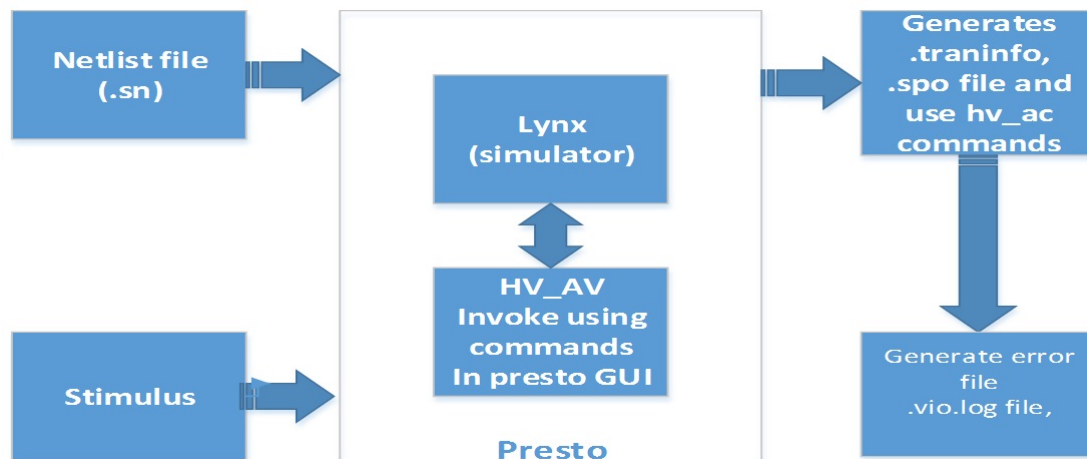 Netlist file
(.sn)
Stimulus
Lynx
(simulator)
HV_AV
Invoke using
commands
In presto GUI
Presto
Generates
.traninfo,
.spo file and
use hv_ac
commands
Generate error
file
.vio.log file,